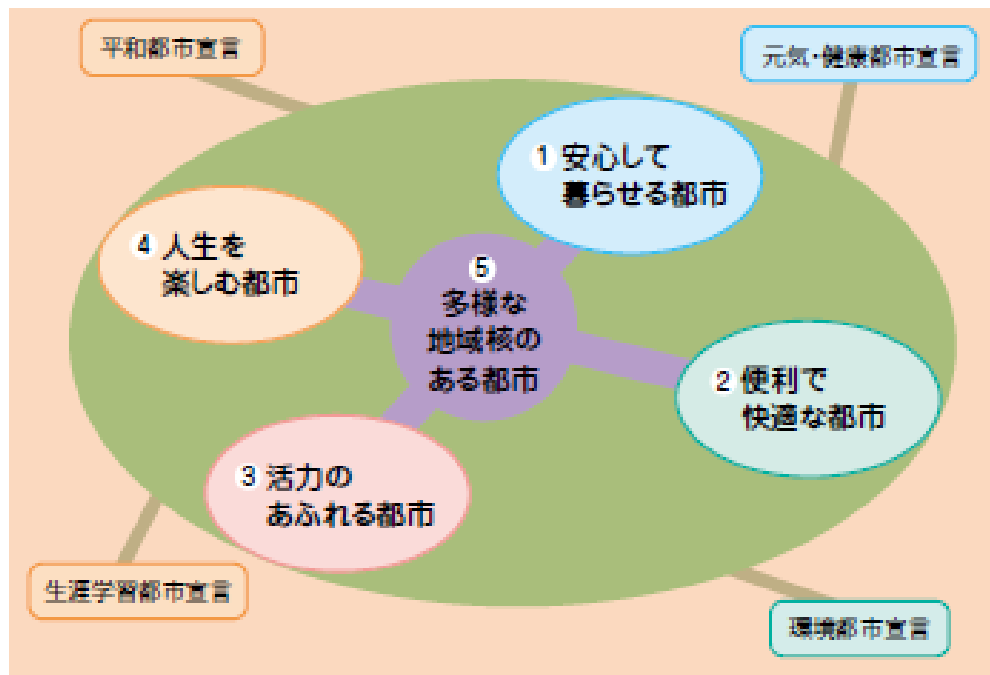 平和都市宣言
元気・健康都市宣言
1 安心して
暮らせる都市
4 人生を
楽しむ都市
5
多様な
地域核の
ある都市
2 便利で
快適な都市
3 活力の
あふれる都市
生涯学習都市宣言
環境都市宣言